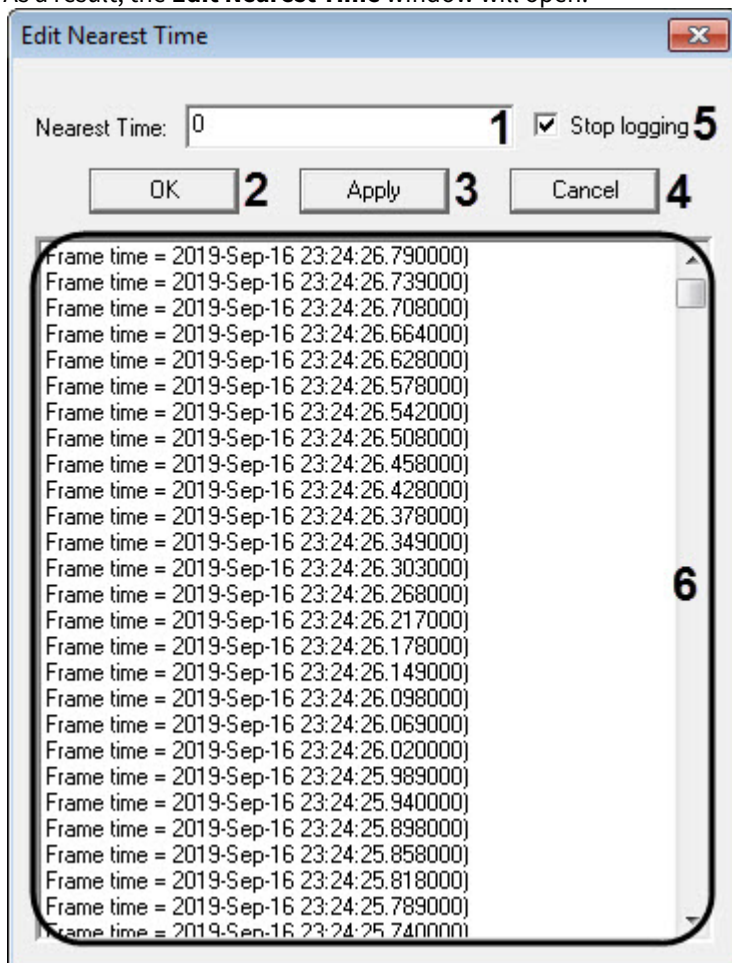 As a result, the Edit Nearest Time window will open.
Edit Nearest Time
Nearest Time: 0 1 Stop logging 5
OK 2 Apply 3 Cancel 4
Frame time = 2019-Sep-16 23:24:26.790000)
Frame time = 2019-Sep-16 23:24:26.739000)
Frame time = 2019-Sep-16 23:24:26.708000)
Frame time = 2019-Sep-16 23:24:26.664000)
Frame time = 2019-Sep-16 23:24:26.628000)
Frame time = 2019-Sep-16 23:24:26.578000)
Frame time = 2019-Sep-16 23:24:26.542000)
Frame time = 2019-Sep-16 23:24:26.508000)
Frame time = 2019-Sep-16 23:24:26.458000)
Frame time = 2019-Sep-16 23:24:26.428000)
Frame time = 2019-Sep-16 23:24:26.378000)
Frame time = 2019-Sep-16 23:24:26.349000)
Frame time = 2019-Sep-16 23:24:26.303000)
Frame time = 2019-Sep-16 23:24:26.268000) 6
Frame time = 2019-Sep-16 23:24:26.217000)
Frame time = 2019-Sep-16 23:24:26.178000)
Frame time = 2019-Sep-16 23:24:26.149000)
Frame time = 2019-Sep-16 23:24:26.098000)
Frame time = 2019-Sep-16 23:24:26.069000)
Frame time = 2019-Sep-16 23:24:26.020000)
Frame time = 2019-Sep-16 23:24:25.989000)
Frame time = 2019-Sep-16 23:24:25.940000)
Frame time = 2019-Sep-16 23:24:25.898000)
Frame time = 2019-Sep-16 23:24:25.858000)
Frame time = 2019-Sep-16 23:24:25.818000)
Frame time = 2019-Sep-16 23:24:25.789000)
Frame time = 2019-Sep-16 23:24:25.740000)